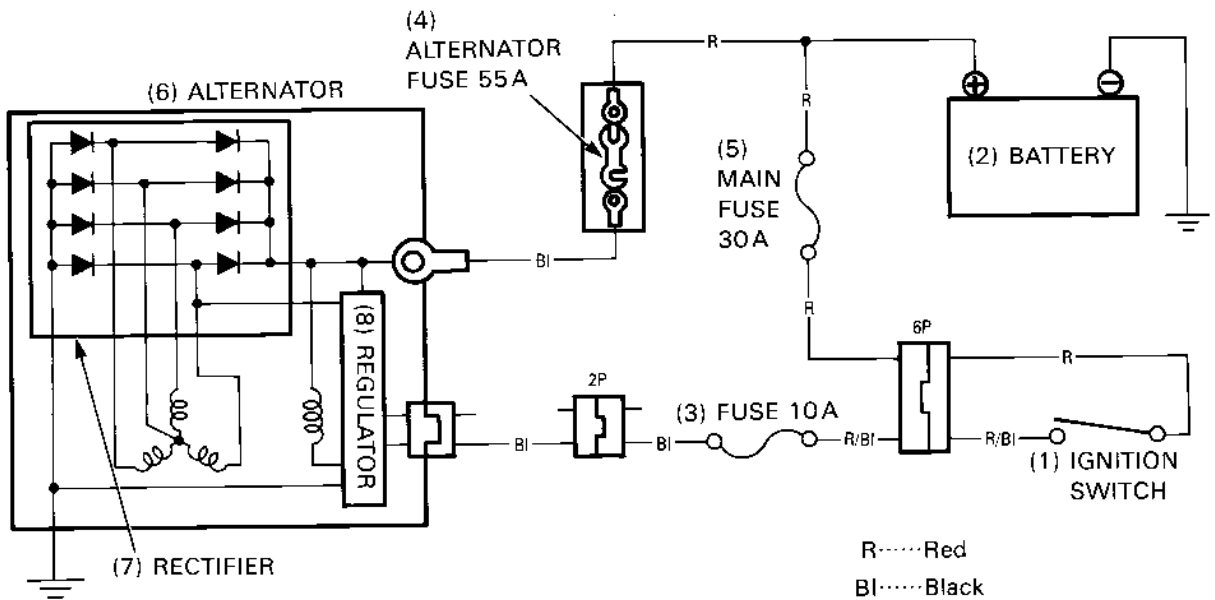 (4)
ALTERNATOR
FUSE 55A
(6) ALTERNATOR
R
R
(5)
MAIN
FUSE
30A
(2) BATTERY
Bl
R
(8) REGULATOR
6P
R
2P
(3) FUSE 10A
Bl
Bl
R/Bl
R/Bl
(1) IGNITION
SWITCH
(7) RECTIFIER
R······Red
Bl······Black